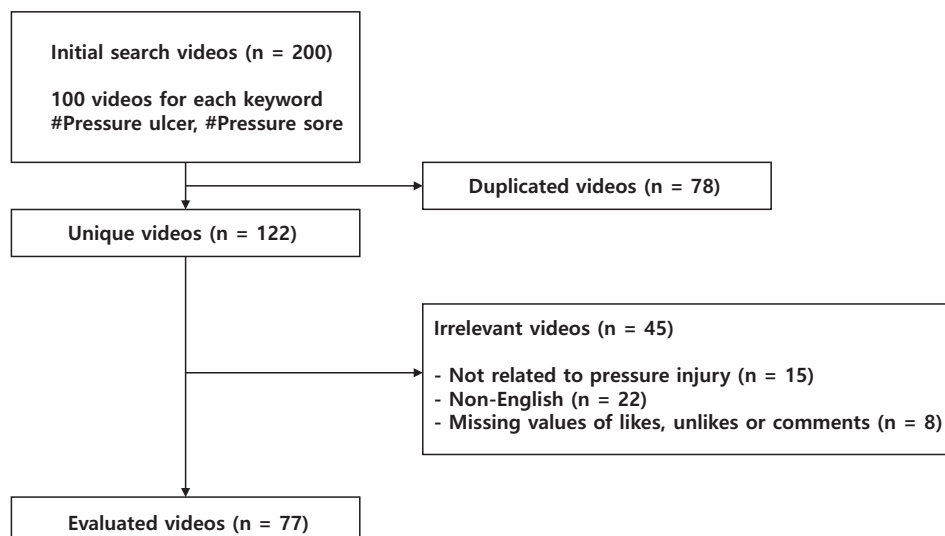 Initial search videos (n = 200)
100 videos for each keyword
#Pressure ulcer, #Pressure sore
Duplicated videos (n = 78)
Unique videos (n = 122)
Irrelevant videos (n = 45)
- Not related to pressure injury (n = 15)
- Non-English (n = 22)
- Missing values of likes, unlikes or comments (n = 8)
Evaluated videos (n = 77)